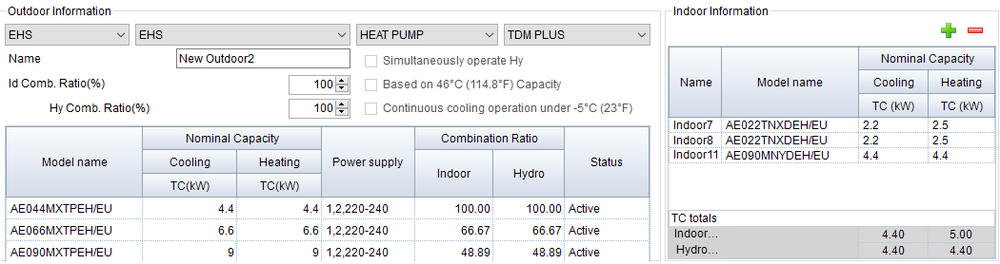 Outdoor Information
EHS EHS HEAT PUMP TDM PLUS
Name New Outdoor2 Simultaneously operate Hy
Id Comb. Ratio(%) 100 Based on 46°C (114.8°F) Capacity
Hy Comb. Ratio(%) 100 Continuous cooling operation under -5°C (23°F)
Model name Nominal Capacity Power supply Combination Ratio Status
Cooling Heating Indoor Hydro
TC(kW) TC(kW)
AE044MXTPEH/EU 4.4 4.4 1,2,220-240 100.00 100.00 Active
AE066MXTPEH/EU 6.6 6.6 1,2,220-240 66.67 66.67 Active
AE090MXTPEH/EU 9 9 1,2,220-240 48.89 48.89 Active
Indoor Information
Name Model name Nominal Capacity
Cooling Heating
TC (kW) TC (kW)
Indoor7 AE022TNXDEH/EU 2.2 2.5
Indoor8 AE022TNXDEH/EU 2.2 2.5
Indoor11 AE090MNYDEH/EU 4.4 4.4
TC totals
Indoor... 4.40 5.00
Hydro... 4.40 4.40